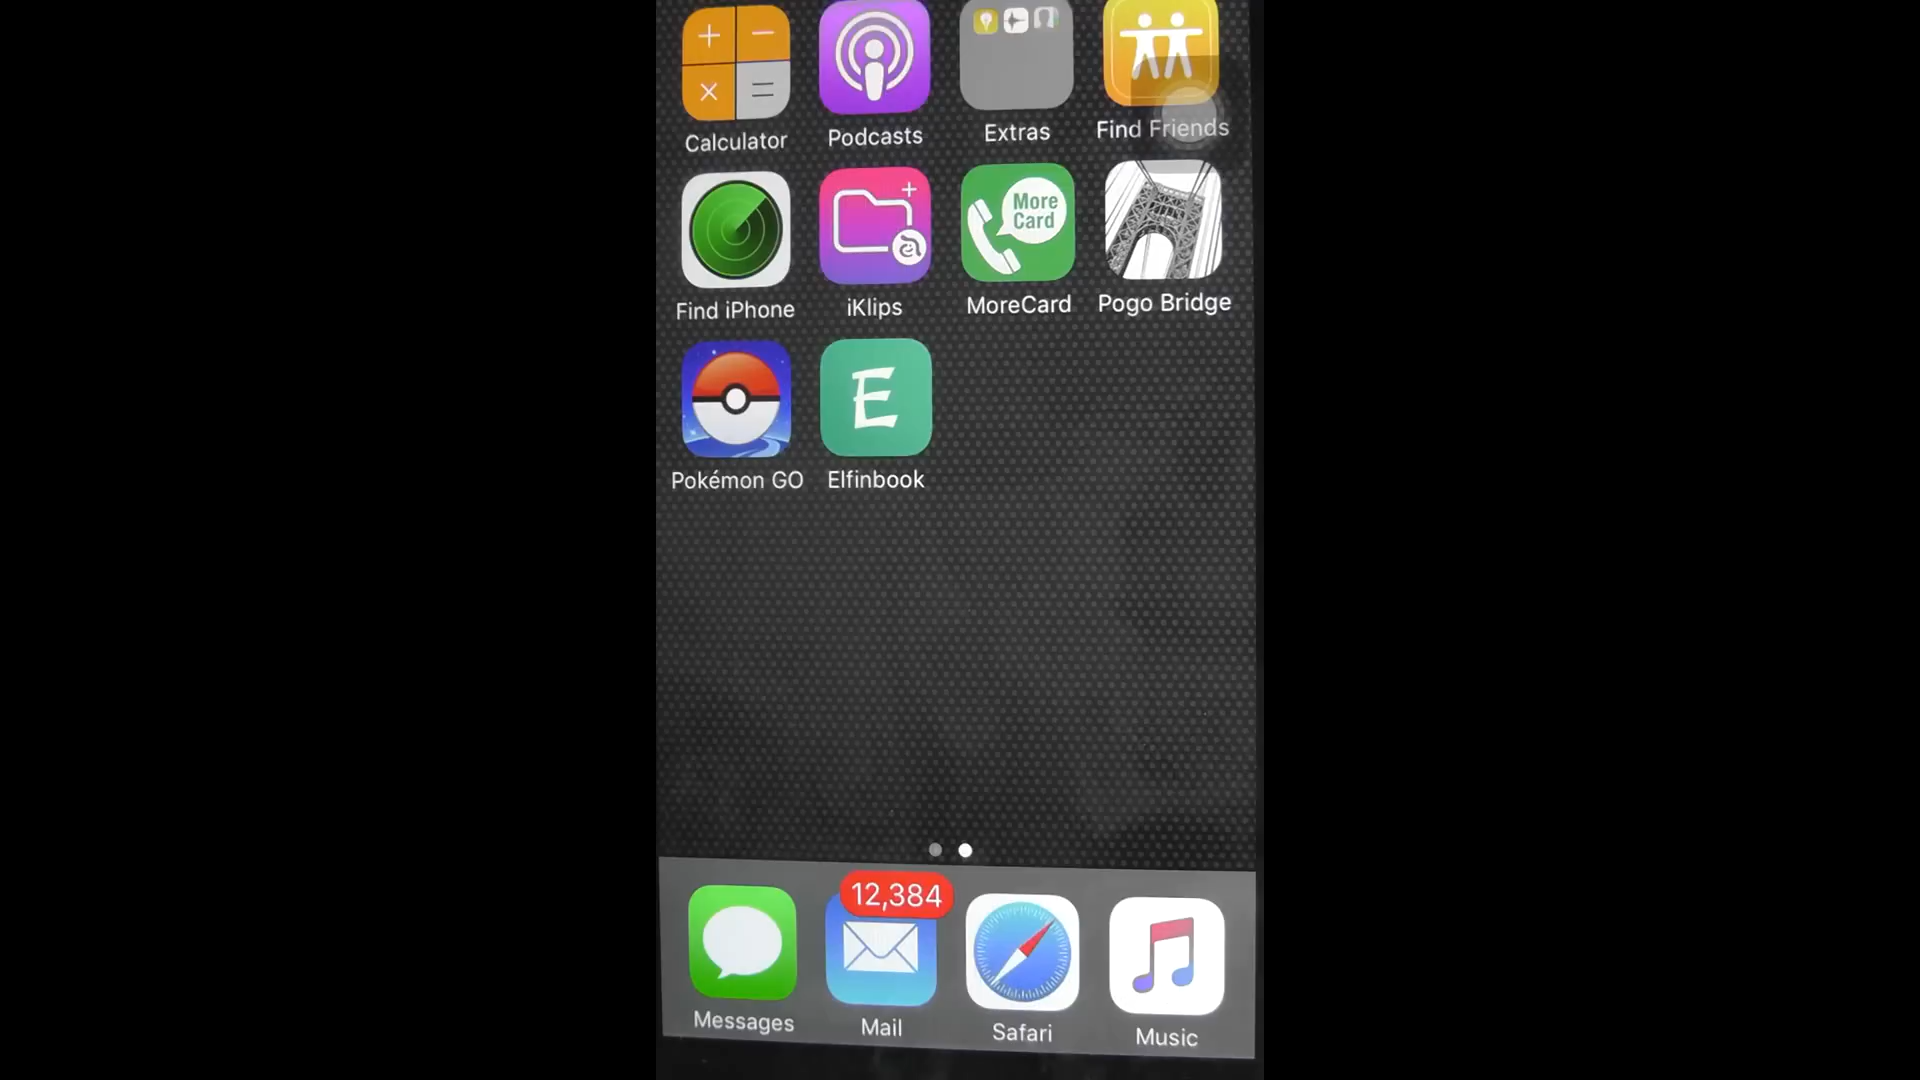 Calculator Podcasts Extras Find Friends
More
Card
Find iPhone iKlips MoreCard Pogo Bridge
E
Pokémon GO Elfinbook
12,384
Messages Mail Safari Music